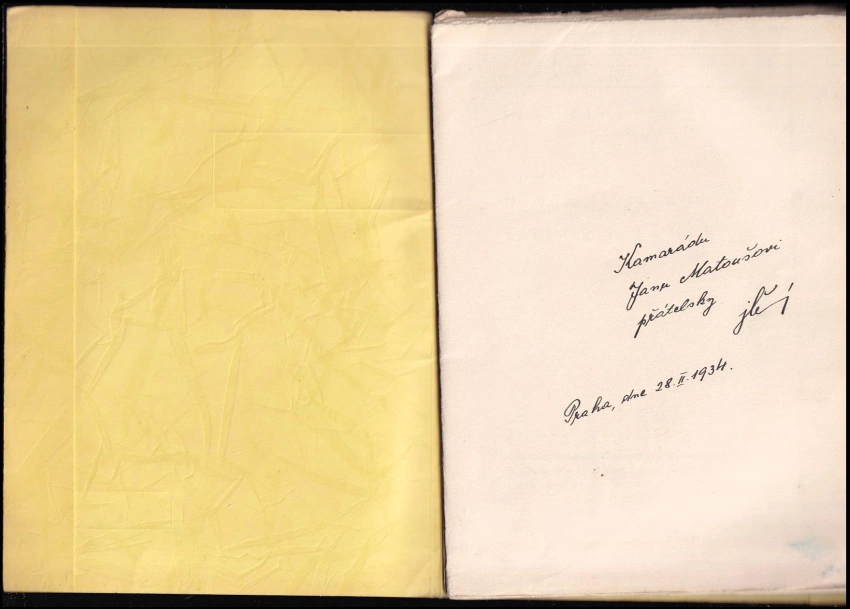 Kamarádu
Janu Matoušovi
přátelsky
Praha, dne 28.II.1934.